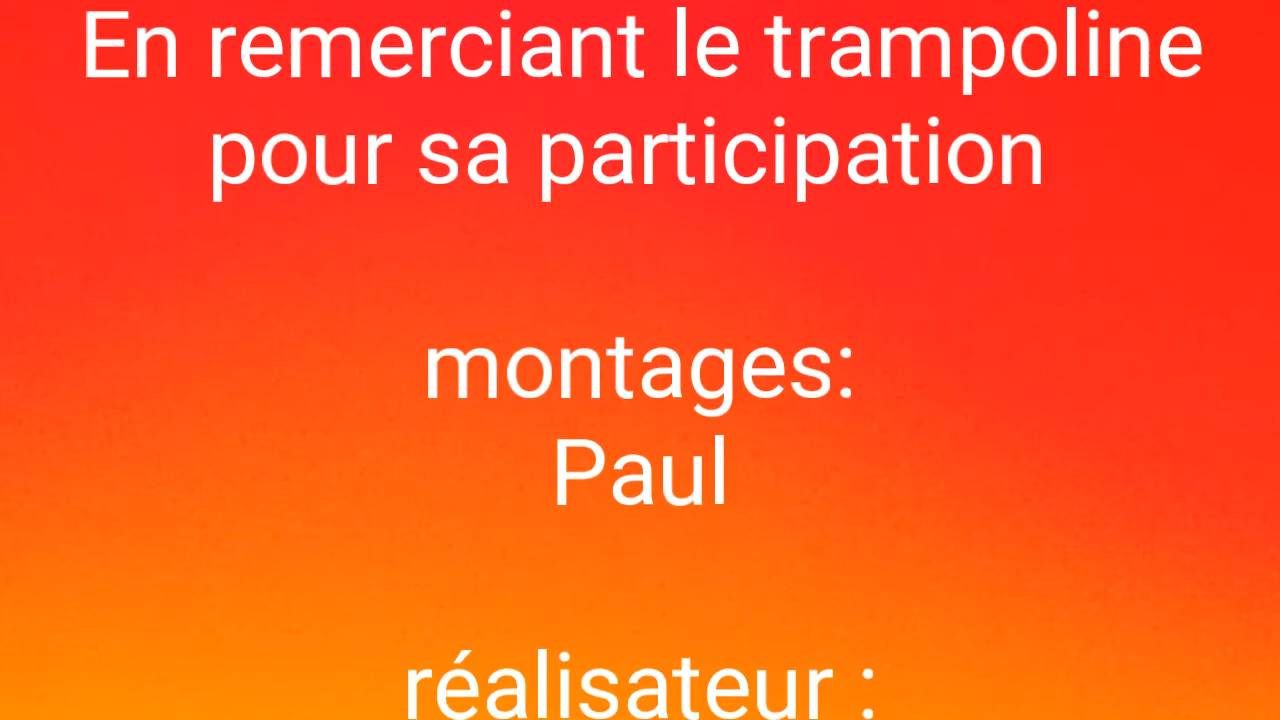 En remerciant le trampoline
pour sa participation
montages:
Paul
réalisateur :